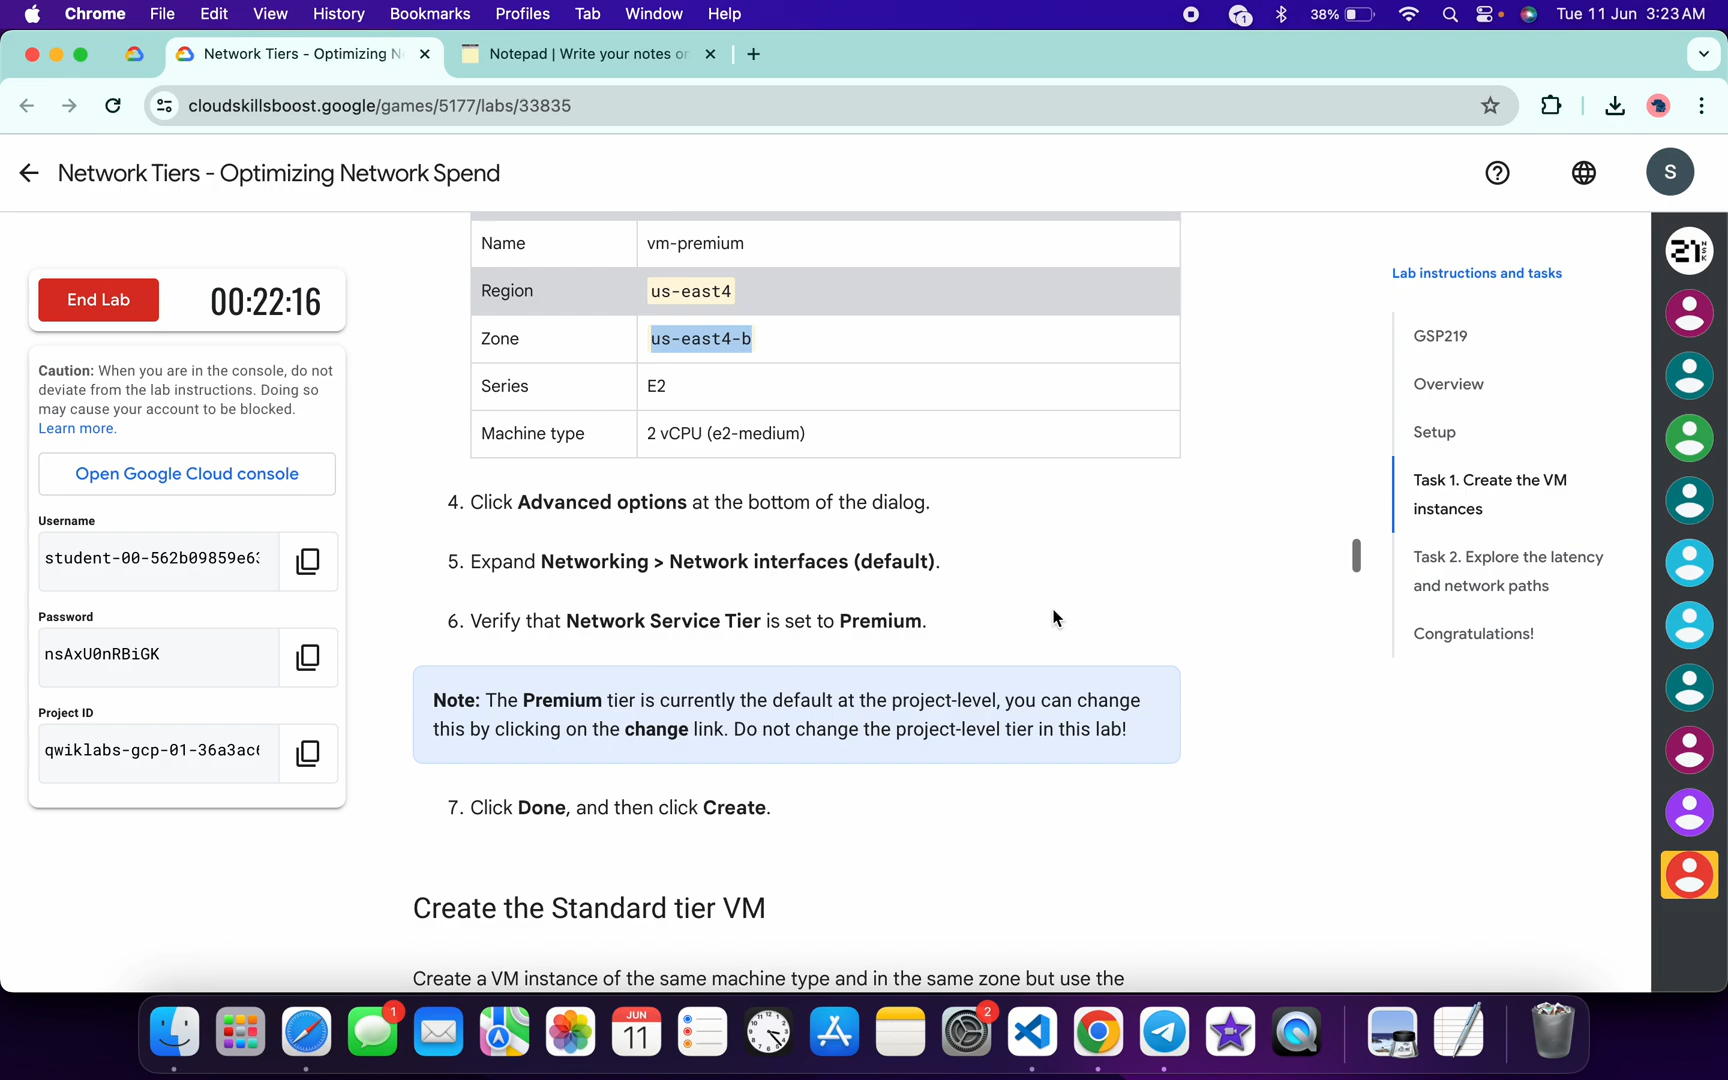 Chrome File Edit View History Bookmarks Profiles Tab Window Help
1 38% Tue 11 Jun 3:23 AM
Network Tiers - Optimizing N
Notepad | Write your notes or
cloudskillsboost.google/games/5177/labs/33835
Network Tiers - Optimizing Network Spend
S
End Lab
00:22:16
Caution: When you are in the console, do not
deviate from the lab instructions. Doing so
may cause your account to be blocked.
Learn more.
Open Google Cloud console
Username
student-00-562b09859e63
Password
nsAxU0nRBiGK
Project ID
qwiklabs-gcp-01-36a3ac6
Name vm-premium
Region us-east4
Zone us-east4-b
Series E2
Machine type 2 vCPU (e2-medium)
4. Click Advanced options at the bottom of the dialog.
5. Expand Networking > Network interfaces (default).
6. Verify that Network Service Tier is set to Premium.
Note: The Premium tier is currently the default at the project-level, you can change
this by clicking on the change link. Do not change the project-level tier in this lab!
7. Click Done, and then click Create.
Create the Standard tier VM
Create a VM instance of the same machine type and in the same zone but use the
Lab instructions and tasks
GSP219
Overview
Setup
Task 1. Create the VM
instances
Task 2. Explore the latency
and network paths
Congratulations!
21
1
JUN
11
2